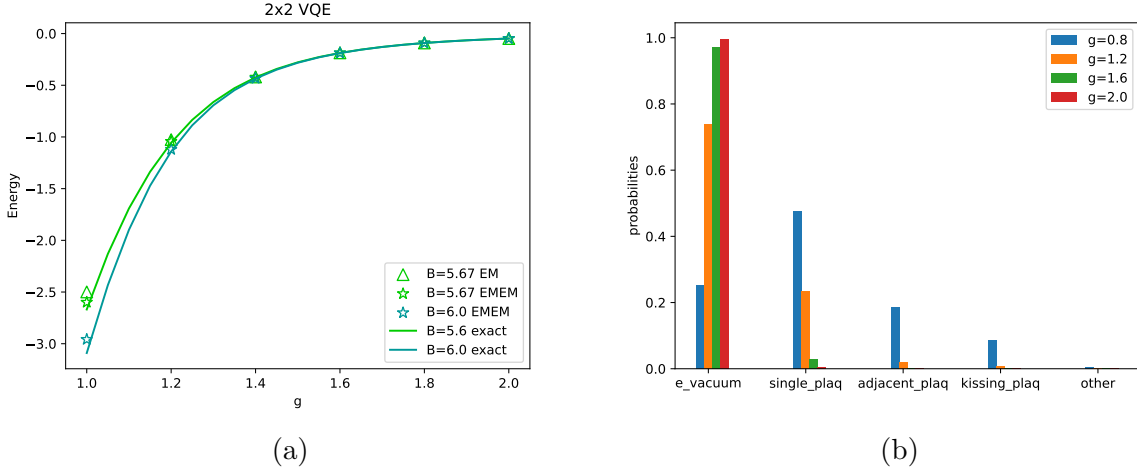 2x2 VQE
Energy
0.0
−0.5
−1.0
−1.5
−2.0
−2.5
−3.0
1.0 1.2 1.4 1.6 1.8 2.0
g
B=5.67 EM
B=5.67 EMEM
B=6.0 EMEM
B=5.6 exact
B=6.0 exact
(a)
probabilities
1.0
0.8
0.6
0.4
0.2
0.0
e_vacuum single_plaq adjacent_plaq kissing_plaq other
g=0.8
g=1.2
g=1.6
g=2.0
(b)